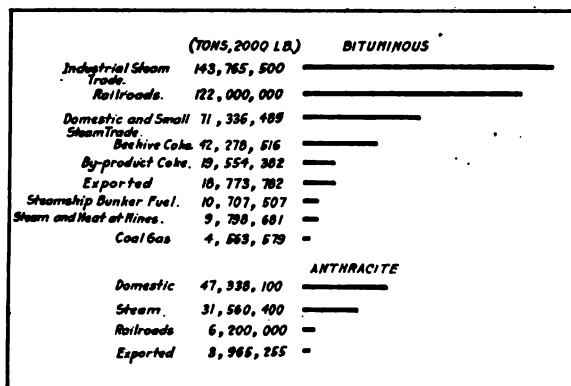 (TONS, 2000 LB.) BITUMINOUS
Industrial Steam Trade. 143,765,500
Railroads. 122,000,000
Domestic and Small Steam Trade. 71,336,489
Beehive Coke. 42,278,516
By-product Coke. 19,554,382
Exported 18,773,782
Steamship Bunker Fuel. 10,707,507
Steam and Heat at Mines. 9,798,681
Coal Gas 4,563,579
ANTHRACITE
Domestic 47,338,100
Steam. 31,560,400
Railroads 6,200,000
Exported 3,965,255